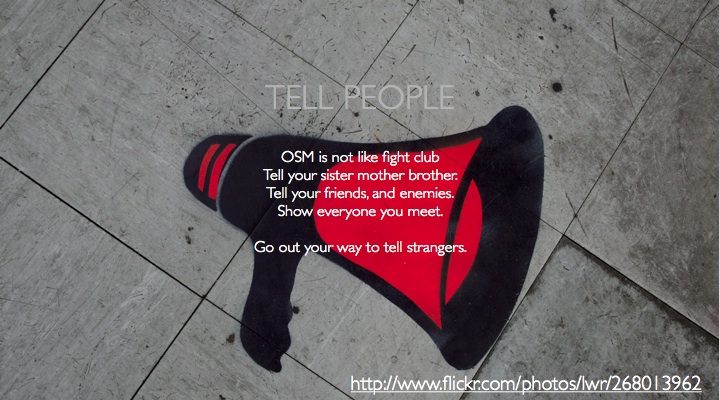 TELL PEOPLE
OSM is not like fight club
Tell your sister mother brother.
Tell your friends, and enemies.
Show everyone you meet.
Go out your way to tell strangers.
http://www.flickr.com/photos/lwr/268013962